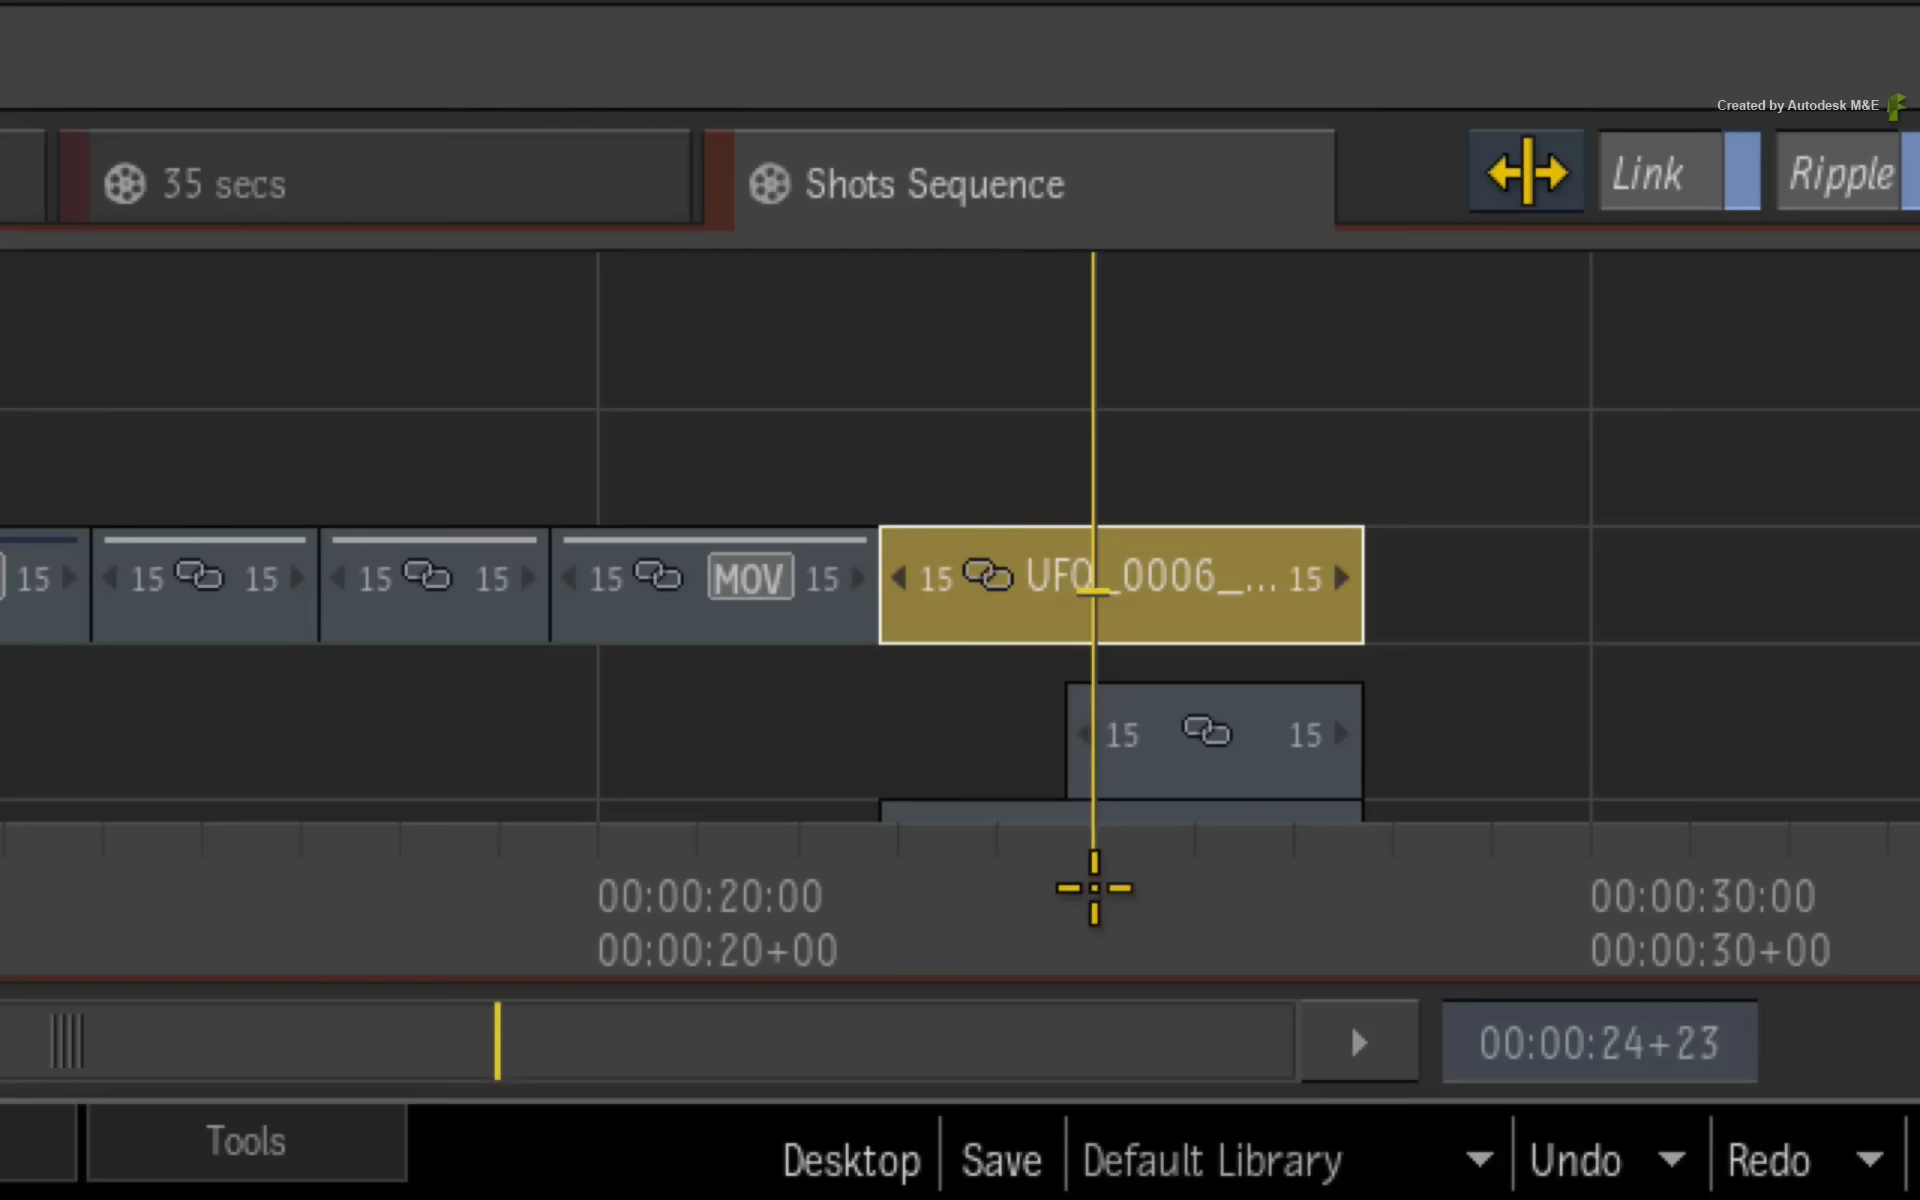 Created by Autodesk M&E
35 secs
Shots Sequence
Link
Ripple
15
15 15
15 15
15 MOV 15
15 UFO_0006_... 15
15 15
00:00:20:00
00:00:30:00
00:00:20+00
00:00:30+00
00:00:24+23
Tools
Desktop
Save
Default Library
Undo
Redo